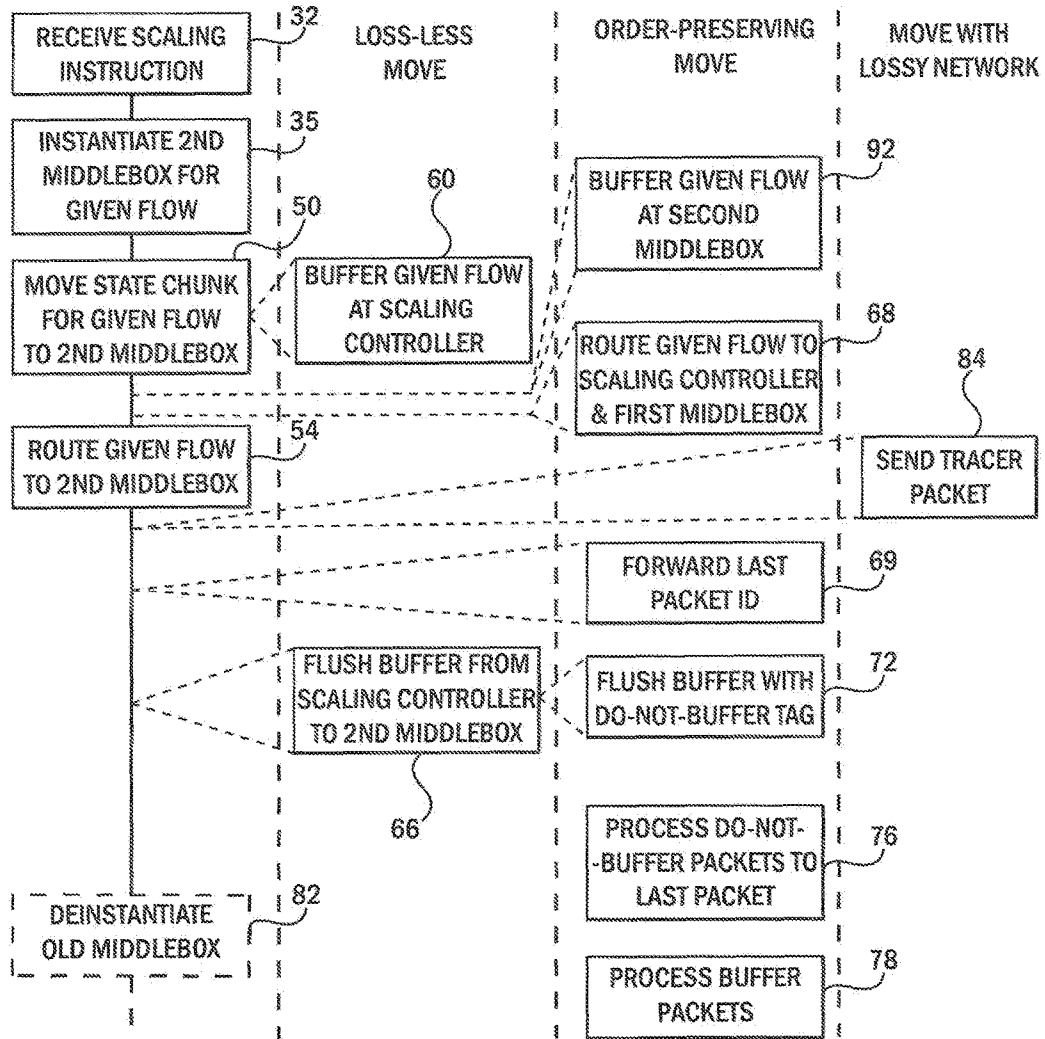 RECEIVE SCALING
INSTRUCTION
32
LOSS-LESS
MOVE
ORDER-PRESERVING
MOVE
MOVE WITH
LOSSY NETWORK
INSTANTIATE 2ND
MIDDLEBOX FOR
GIVEN FLOW
35
BUFFER GIVEN FLOW
AT SECOND
MIDDLEBOX
92
MOVE STATE CHUNK
FOR GIVEN FLOW
TO 2ND MIDDLEBOX
50
BUFFER GIVEN FLOW
AT SCALING
CONTROLLER
60
ROUTE GIVEN FLOW TO
SCALING CONTROLLER
& FIRST MIDDLEBOX
68
ROUTE GIVEN FLOW
TO 2ND MIDDLEBOX
54
SEND TRACER
PACKET
84
FORWARD LAST
PACKET ID
69
FLUSH BUFFER FROM
SCALING CONTROLLER
TO 2ND MIDDLEBOX
66
FLUSH BUFFER WITH
DO-NOT-BUFFER TAG
72
PROCESS DO-NOT-
-BUFFER PACKETS TO
LAST PACKET
76
DEINSTANTIATE
OLD MIDDLEBOX
82
PROCESS BUFFER
PACKETS
78